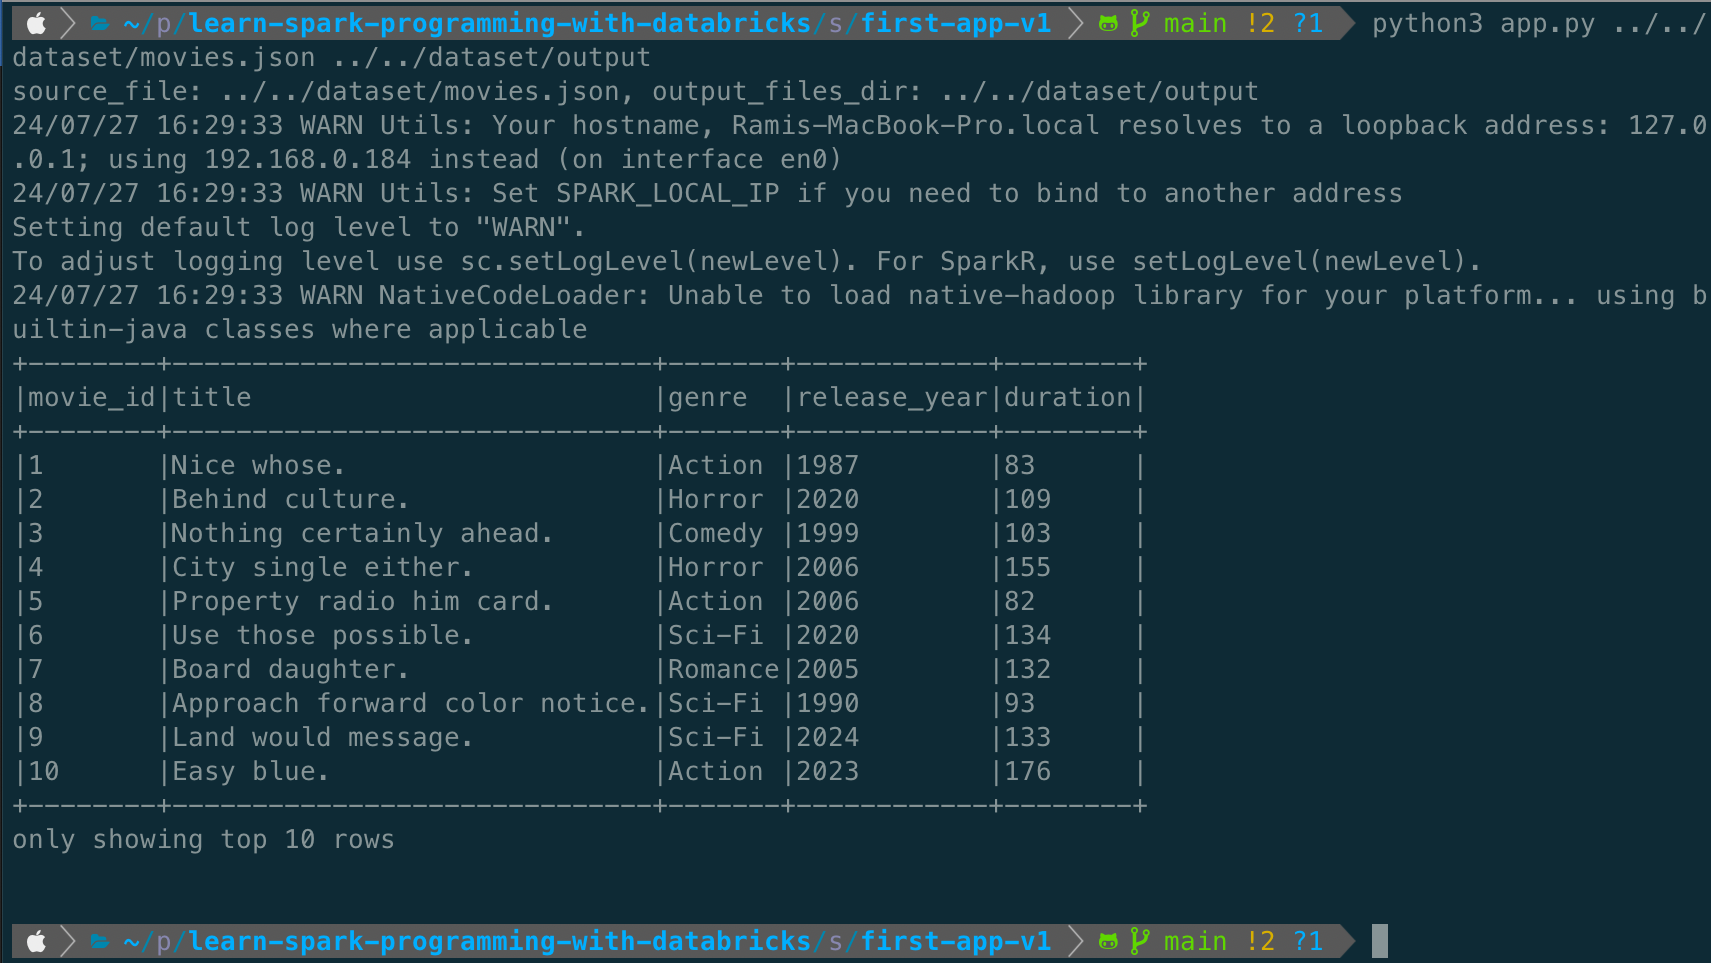 ~/p/learn-spark-programming-with-databricks/s/first-app-v1 main !2 ?1 python3 app.py ../../
dataset/movies.json ../../dataset/output
source_file: ../../dataset/movies.json, output_files_dir: ../../dataset/output
24/07/27 16:29:33 WARN Utils: Your hostname, Ramis-MacBook-Pro.local resolves to a loopback address: 127.0
.0.1; using 192.168.0.184 instead (on interface en0)
24/07/27 16:29:33 WARN Utils: Set SPARK_LOCAL_IP if you need to bind to another address
Setting default log level to "WARN".
To adjust logging level use sc.setLogLevel(newLevel). For SparkR, use setLogLevel(newLevel).
24/07/27 16:29:33 WARN NativeCodeLoader: Unable to load native-hadoop library for your platform... using b
uiltin-java classes where applicable
+--------+------------------------------+-------+------------+--------+
|movie_id|title                         |genre  |release_year|duration|
+--------+------------------------------+-------+------------+--------+
|1       |Nice whose.                   |Action |1987        |83      |
|2       |Behind culture.               |Horror |2020        |109     |
|3       |Nothing certainly ahead.      |Comedy |1999        |103     |
|4       |City single either.           |Horror |2006        |155     |
|5       |Property radio him card.      |Action |2006        |82      |
|6       |Use those possible.           |Sci-Fi |2020        |134     |
|7       |Board daughter.               |Romance|2005        |132     |
|8       |Approach forward color notice.|Sci-Fi |1990        |93      |
|9       |Land would message.           |Sci-Fi |2024        |133     |
|10      |Easy blue.                    |Action |2023        |176     |
+--------+------------------------------+-------+------------+--------+
only showing top 10 rows
~/p/learn-spark-programming-with-databricks/s/first-app-v1 main !2 ?1